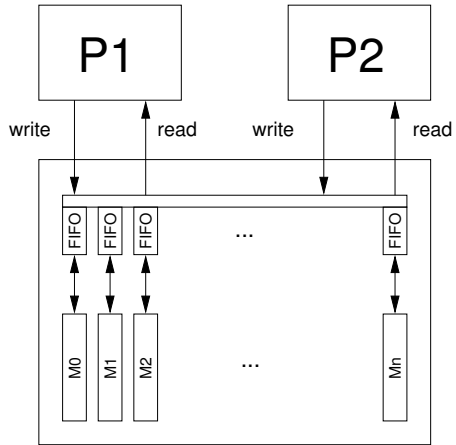 P1 P2
write read write read
FIFO FIFO FIFO ... FIFO
M0 M1 M2 ... Mn